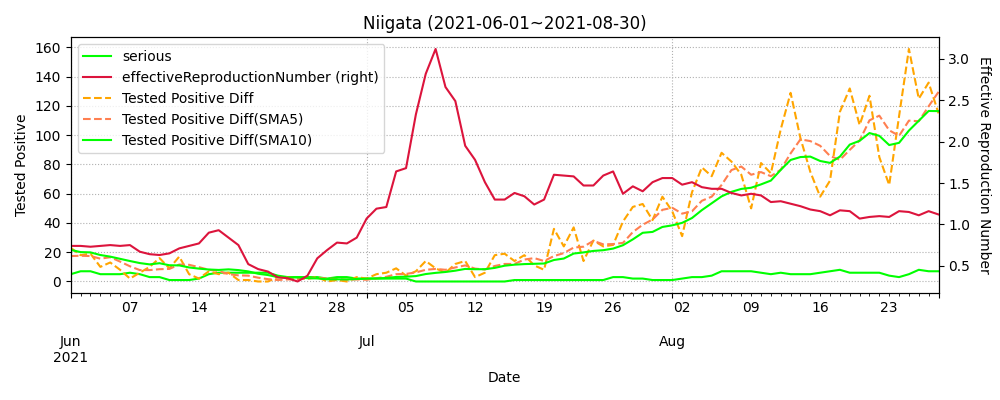 Niigata (2021-06-01~2021-08-30)
serious
effectiveReproductionNumber (right)
Tested Positive Diff
Tested Positive Diff(SMA5)
Tested Positive Diff(SMA10)
Tested Positive
160
140
120
100
80
60
40
20
0
Effective Reproduction Number
3.0
2.5
2.0
1.5
1.0
0.5
07 14 21 28 05 12 19 26 02 09 16 23
Jun Jul Aug
2021
Date